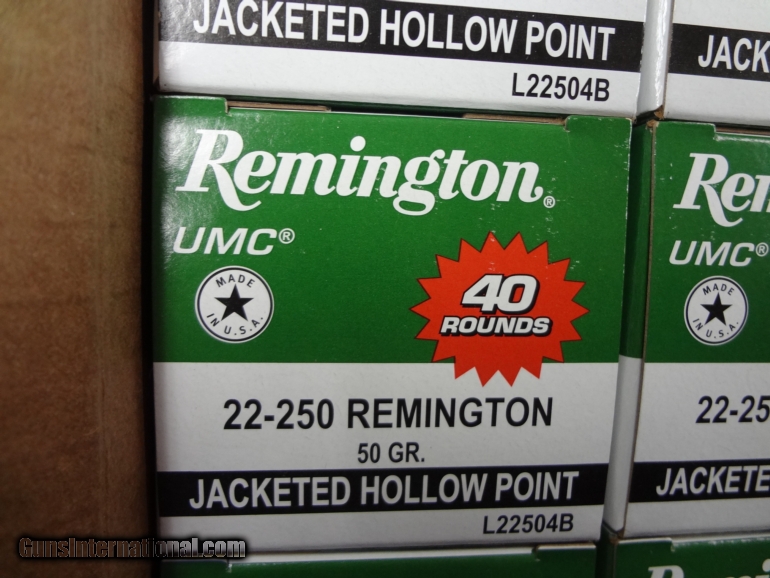 JACKETED HOLLOW POINT
L22504B
JACK
Remington®
UMC®
MADE
IN U.S.A.
40
ROUNDS
22-250 REMINGTON
50 GR.
JACKETED HOLLOW POINT
L22504B
Rem
UMC®
MADE
IN U.S.A.
22-25
JACKETE
GunsInternational.com